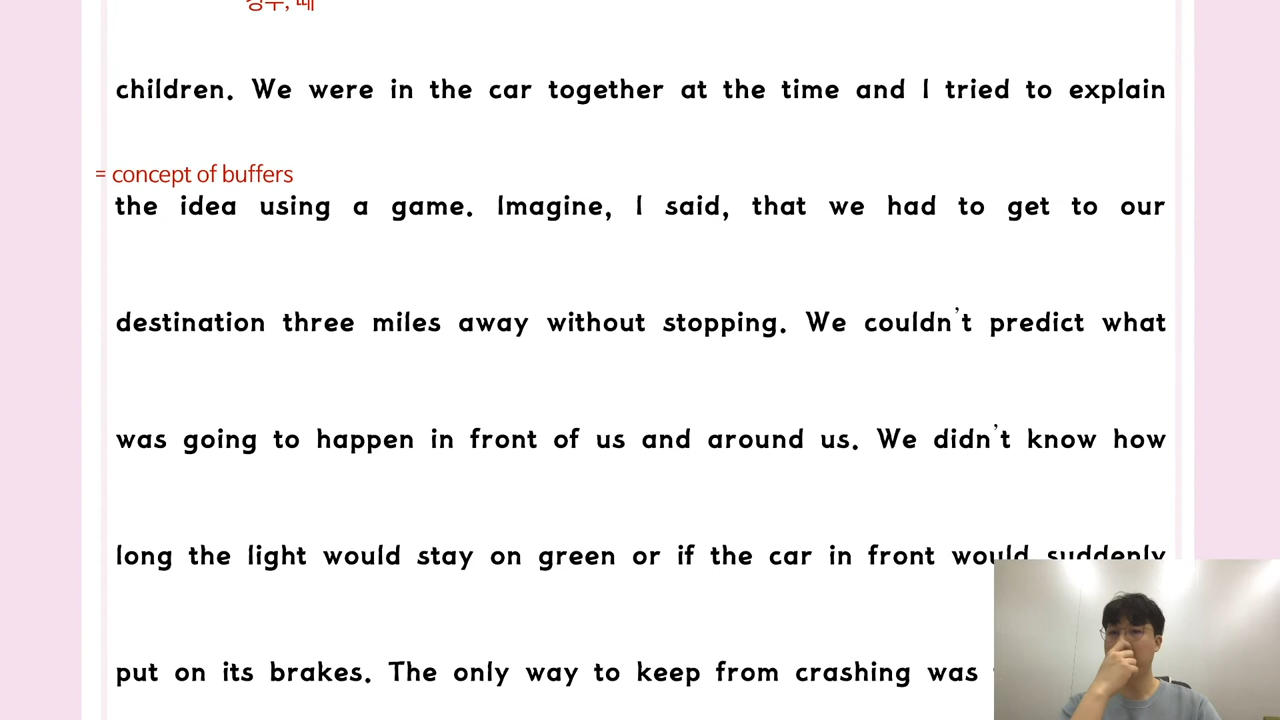 경우, 때
children. We were in the car together at the time and I tried to explain
= concept of buffers
the idea using a game. Imagine, I said, that we had to get to our
destination three miles away without stopping. We couldn't predict what
was going to happen in front of us and around us. We didn't know how
long the light would stay on green or if the car in front would suddenly
put on its brakes. The only way to keep from crashing was